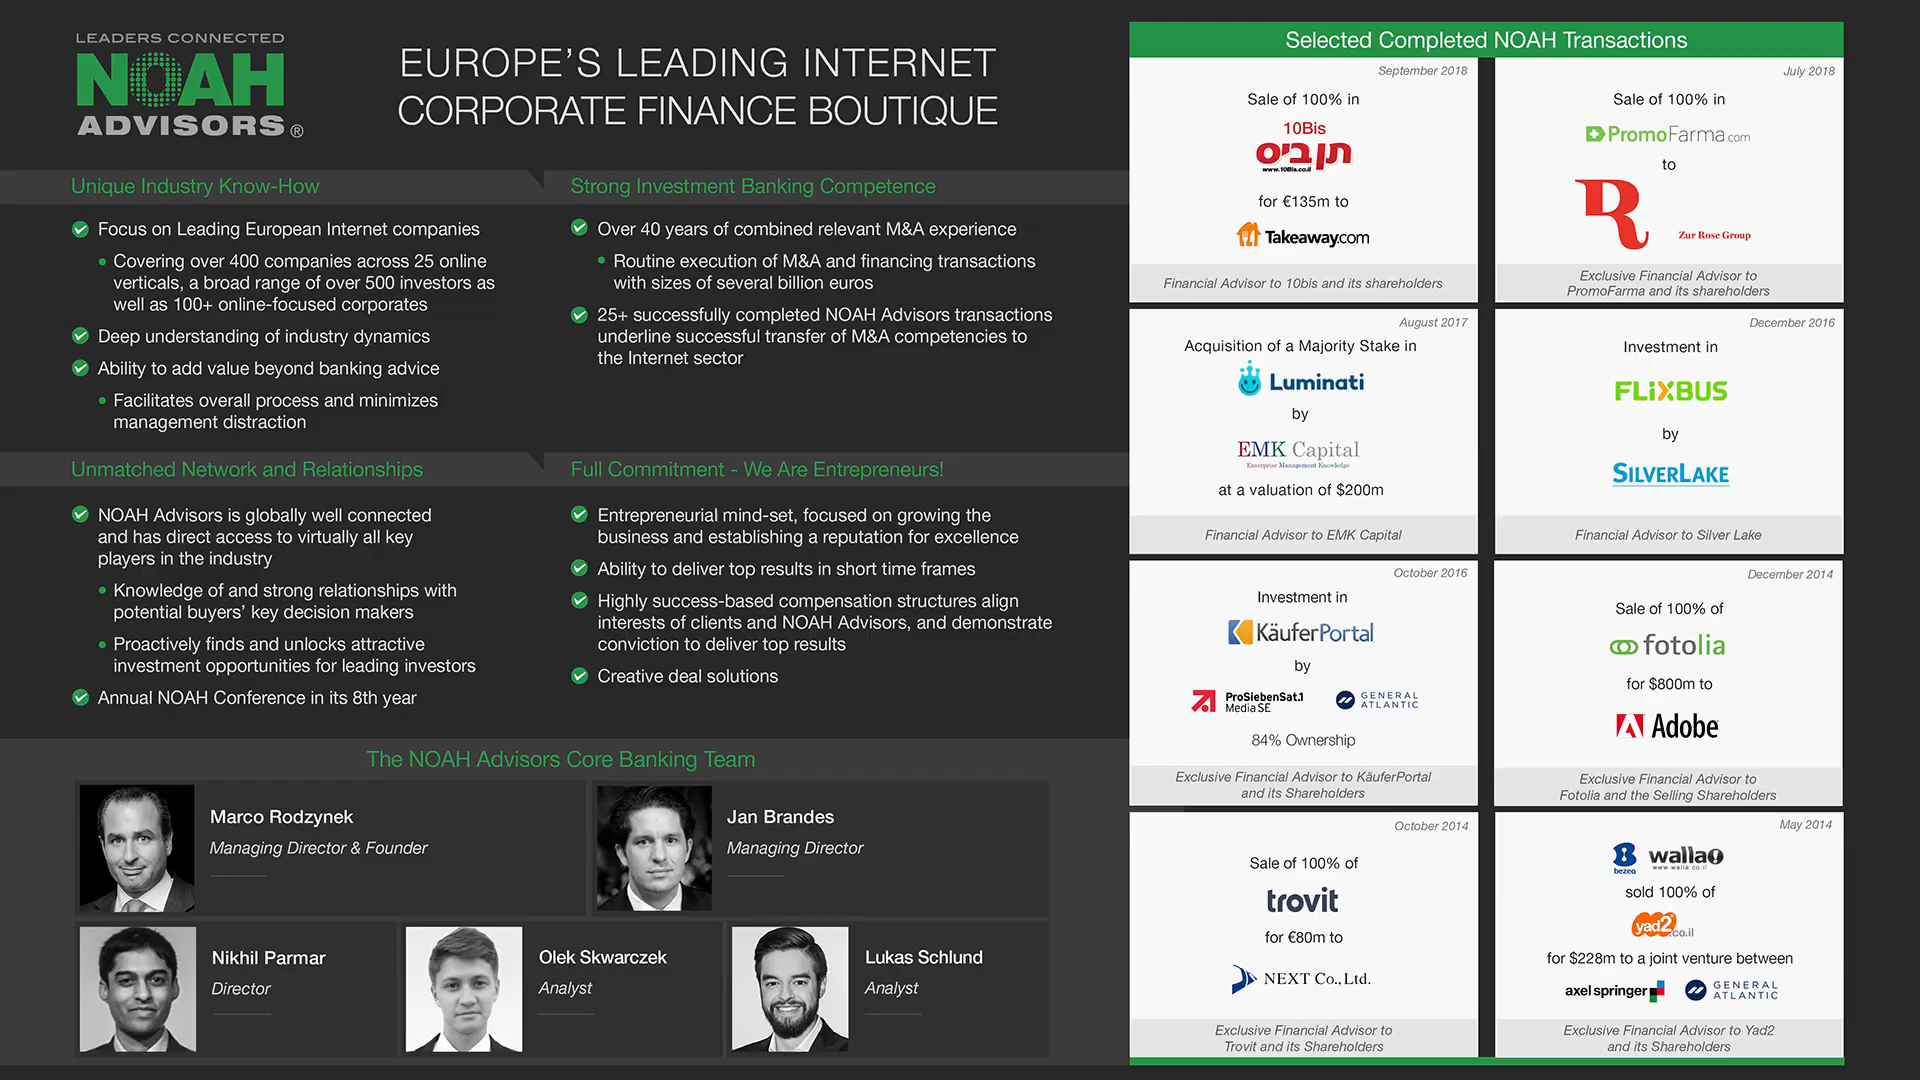 LEADERS CONNECTED
NOAH
ADVISORS®
EUROPE'S LEADING INTERNET
CORPORATE FINANCE BOUTIQUE
Unique Industry Know-How
Focus on Leading European Internet companies
Covering over 400 companies across 25 online
verticals, a broad range of over 500 investors as
well as 100+ online-focused corporates
Deep understanding of industry dynamics
Ability to add value beyond banking advice
Facilitates overall process and minimizes
management distraction
Strong Investment Banking Competence
Over 40 years of combined relevant M&A experience
Routine execution of M&A and financing transactions
with sizes of several billion euros
25+ successfully completed NOAH Advisors transactions
underline successful transfer of M&A competencies to
the Internet sector
Unmatched Network and Relationships
NOAH Advisors is globally well connected
and has direct access to virtually all key
players in the industry
Knowledge of and strong relationships with
potential buyers' key decision makers
Proactively finds and unlocks attractive
investment opportunities for leading investors
Annual NOAH Conference in its 8th year
Full Commitment - We Are Entrepreneurs!
Entrepreneurial mind-set, focused on growing the
business and establishing a reputation for excellence
Ability to deliver top results in short time frames
Highly success-based compensation structures align
interests of clients and NOAH Advisors, and demonstrate
conviction to deliver top results
Creative deal solutions
The NOAH Advisors Core Banking Team
Marco Rodzynek
Managing Director & Founder
Jan Brandes
Managing Director
Nikhil Parmar
Director
Olek Skwarczek
Analyst
Lukas Schlund
Analyst
Selected Completed NOAH Transactions
September 2018
Sale of 100% in
10Bis
תן ביס
www.10Bis.co.il
for €135m to
Takeaway.com
Financial Advisor to 10bis and its shareholders
July 2018
Sale of 100% in
PromoFarma.com
to
R
Zur Rose Group
Exclusive Financial Advisor to
PromoFarma and its shareholders
August 2017
Acquisition of a Majority Stake in
Luminati
by
EMK Capital
Enterprise Management Knowledge
at a valuation of $200m
Financial Advisor to EMK Capital
December 2016
Investment in
FLiXBUS
by
SILVERLAKE
Financial Advisor to Silver Lake
October 2016
Investment in
KäuferPortal
by
ProSiebenSat.1
Media SE
GENERAL
ATLANTIC
84% Ownership
Exclusive Financial Advisor to KäuferPortal
and its Shareholders
December 2014
Sale of 100% of
fotolia
for $800m to
Adobe
Exclusive Financial Advisor to
Fotolia and the Selling Shareholders
October 2014
Sale of 100% of
trovit
for €80m to
NEXT Co., Ltd.
Exclusive Financial Advisor to
Trovit and its Shareholders
May 2014
bezeq
walla!
www.walla.co.il
sold 100% of
yad2.co.il
for $228m to a joint venture between
axel springer
GENERAL
ATLANTIC
Exclusive Financial Advisor to Yad2
and its Shareholders